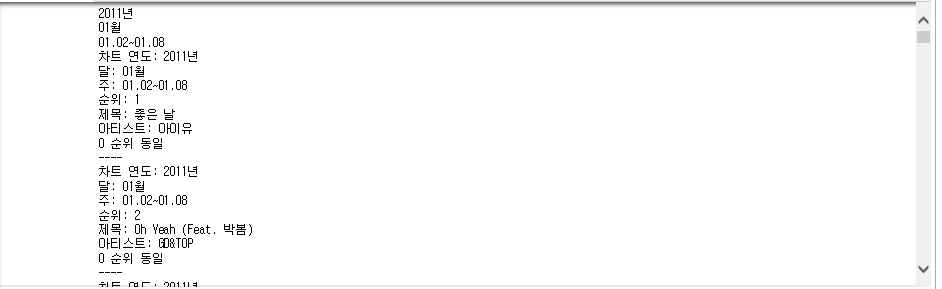 2011년
01월
01.02~01.08
차트 연도: 2011년
달: 01월
주: 01.02~01.08
순위: 1
제목: 좋은 날
아티스트: 아이유
0 순위 동일
----
차트 연도: 2011년
달: 01월
주: 01.02~01.08
순위: 2
제목: Oh Yeah (Feat. 박봄)
아티스트: GD&TOP
0 순위 동일
----
차트 연도: 2011년